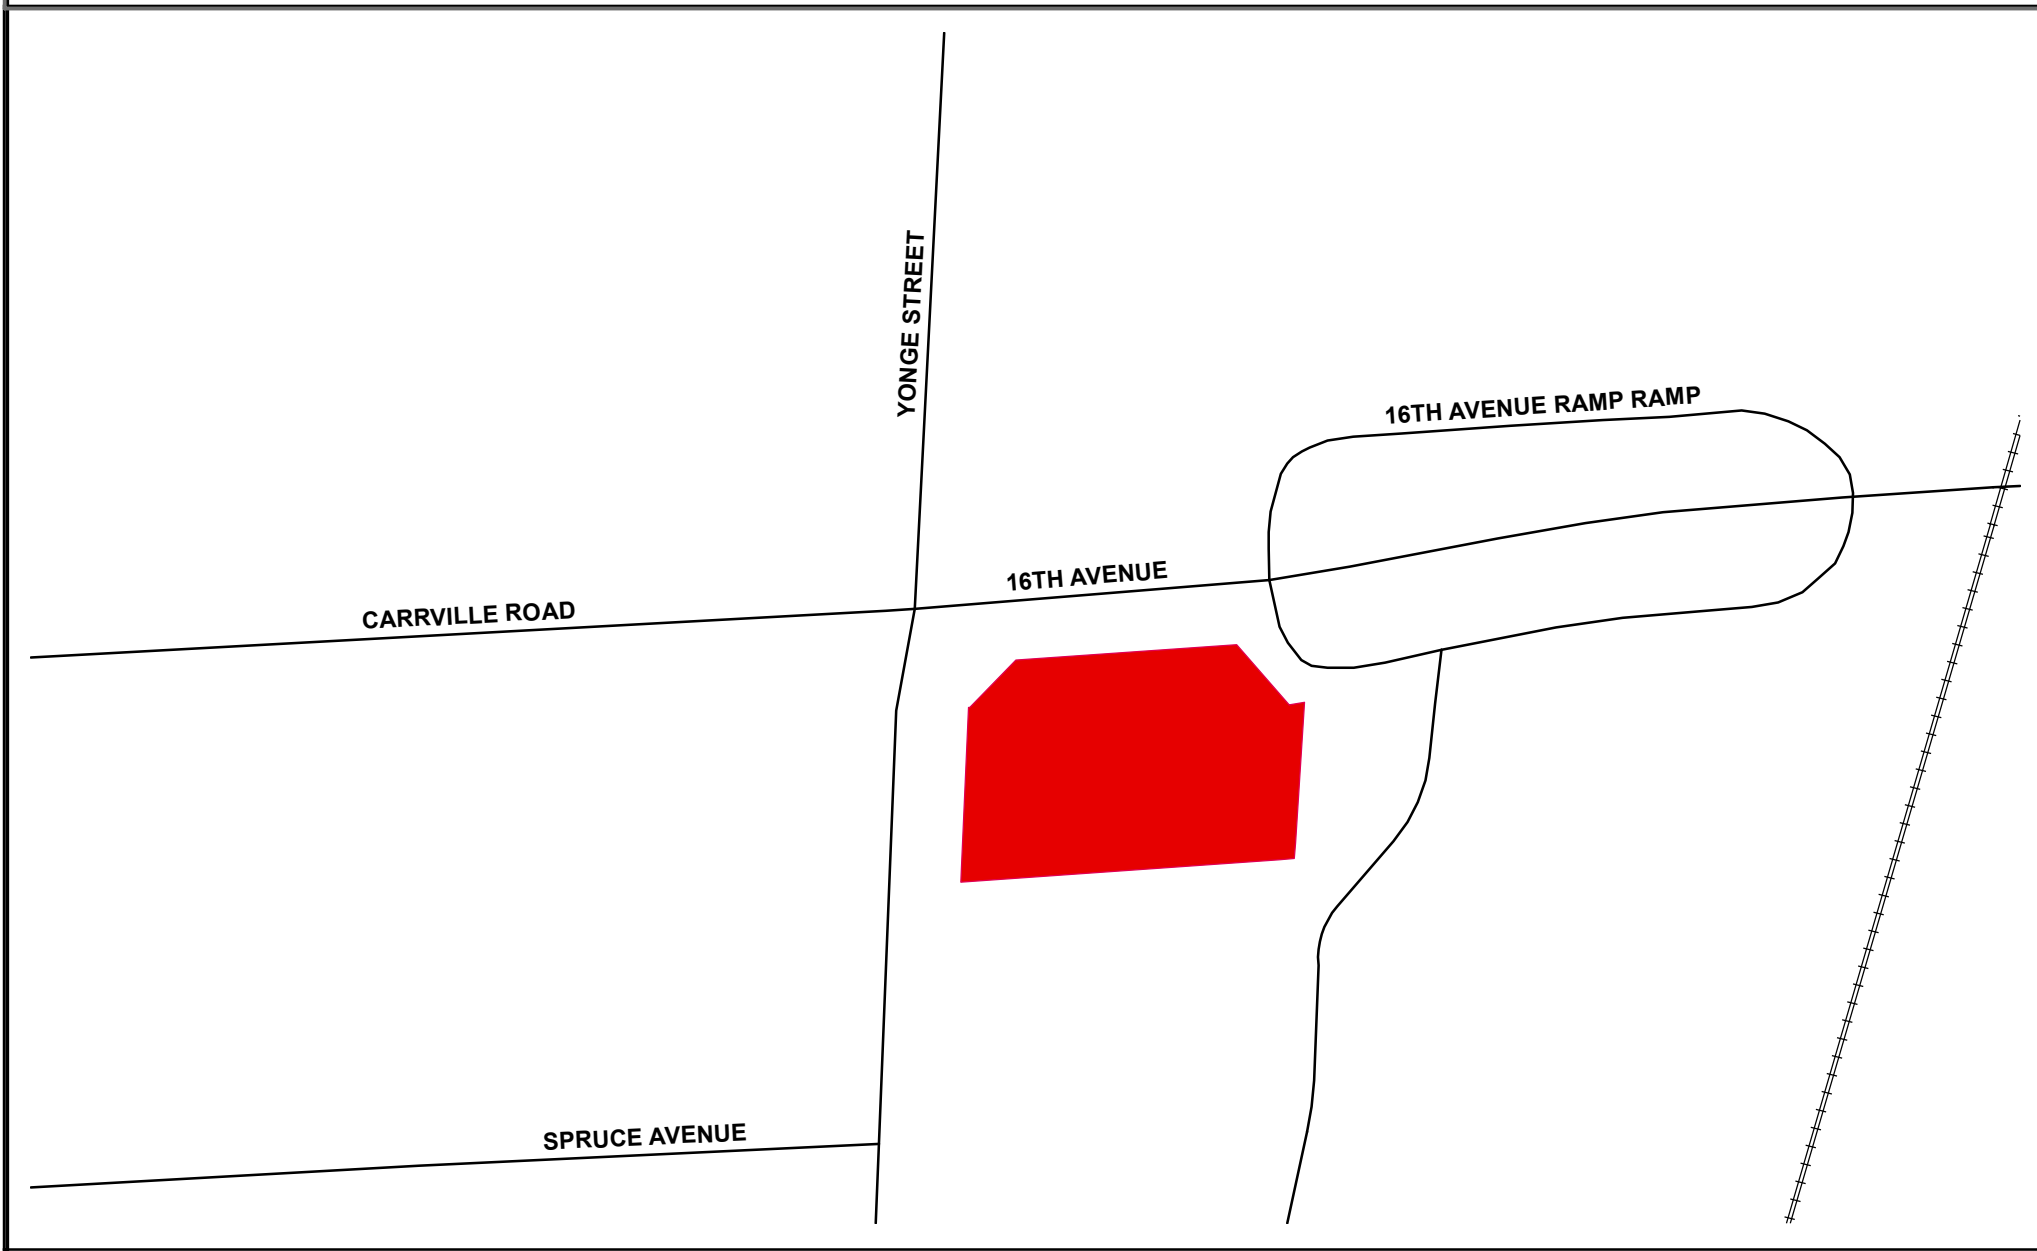 YONGE STREET
16TH AVENUE RAMP RAMP
16TH AVENUE
CARRVILLE ROAD
SPRUCE AVENUE